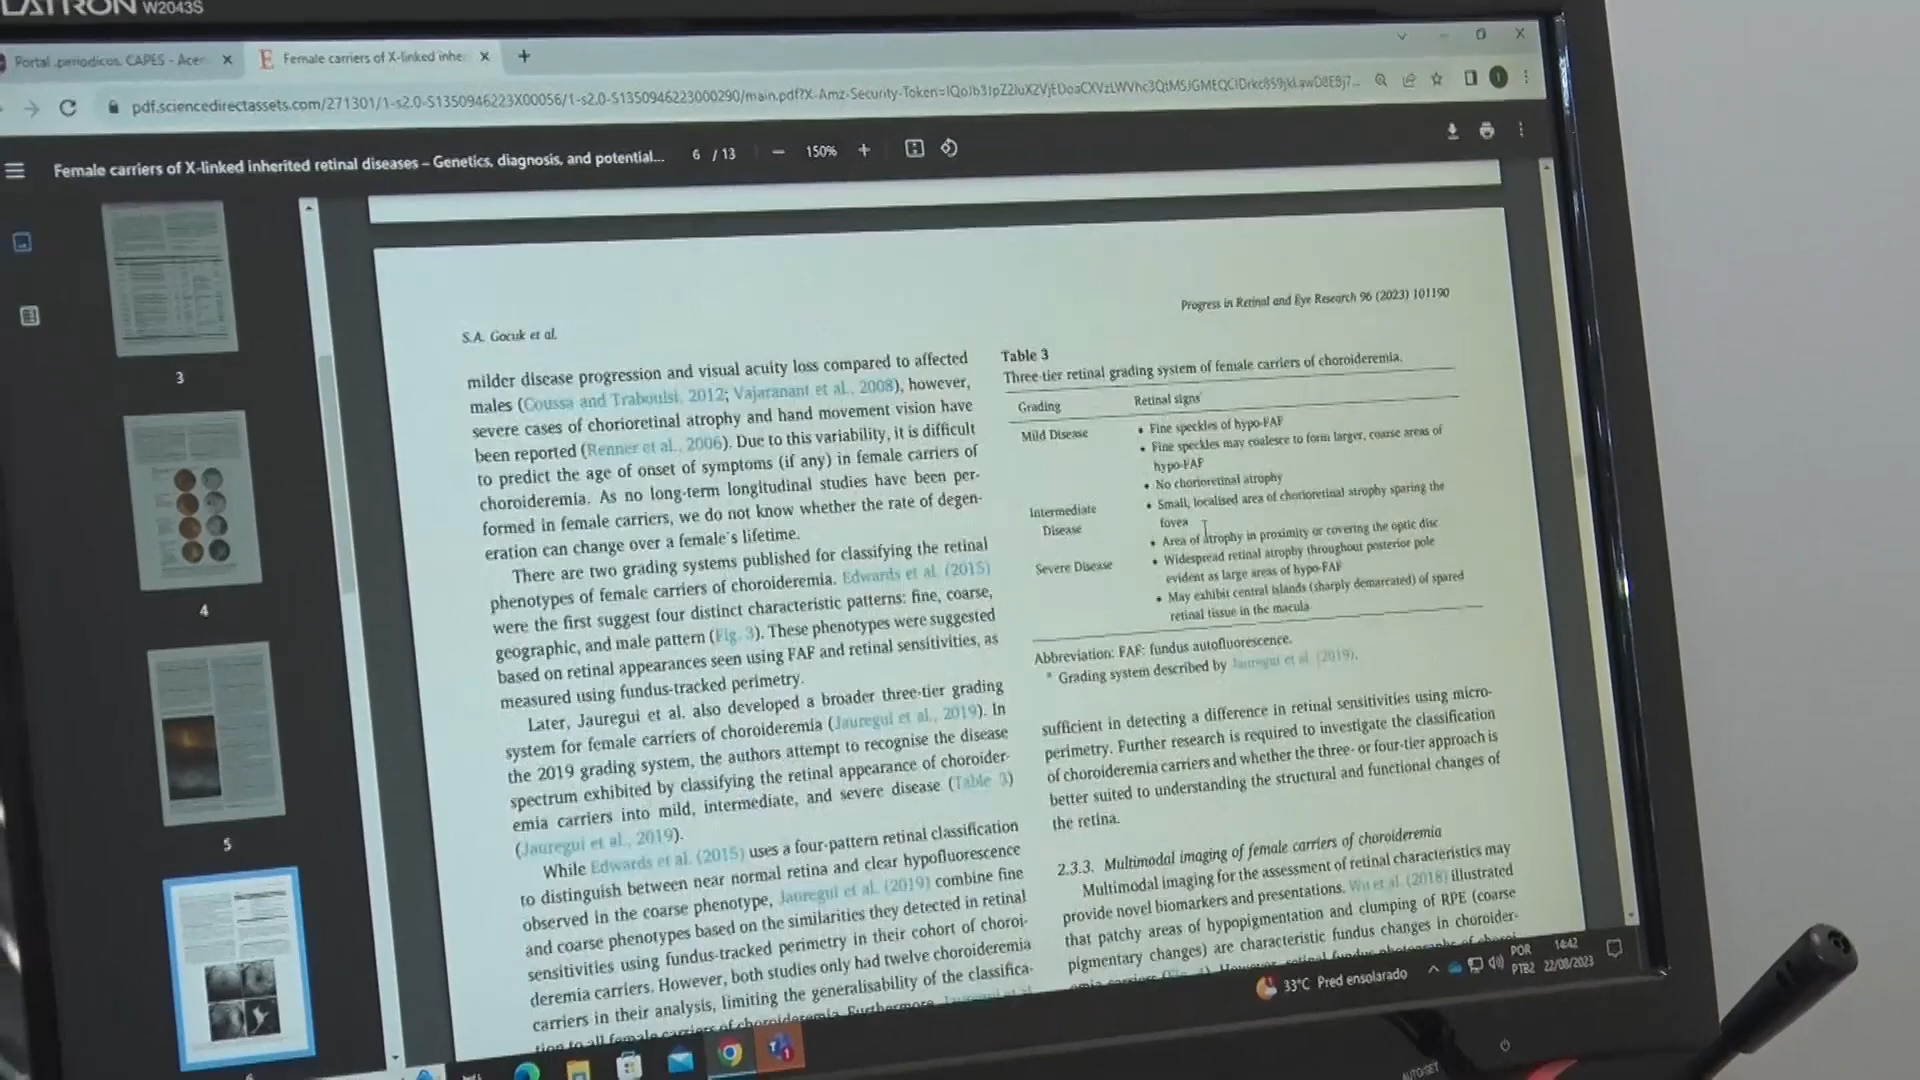 W2043S
Portal .periodicos. CAPES - Acer
Female carriers of X-linked inhe
Female carriers of X-linked inherited retinal diseases – Genetics, diagnosis, and potential...
6 / 13
150%
3
4
5
S.A. Gocuk et al.
Progress in Retinal and Eye Research 96 (2023) 101190
milder disease progression and visual acuity loss compared to affected
males (Coussa and Traboulsi, 2012; Vajaranant et al., 2008), however,
severe cases of chorioretinal atrophy and hand movement vision have
been reported (Renner et al., 2006). Due to this variability, it is difficult
to predict the age of onset of symptoms (if any) in female carriers of
choroideremia. As no long-term longitudinal studies have been per-
formed in female carriers, we do not know whether the rate of degen-
eration can change over a female's lifetime.
There are two grading systems published for classifying the retinal
phenotypes of female carriers of choroideremia. Edwards et al. (2015)
were the first suggest four distinct characteristic patterns: fine, coarse,
geographic, and male pattern (Fig. 3). These phenotypes were suggested
based on retinal appearances seen using FAF and retinal sensitivities, as
measured using fundus-tracked perimetry.
Later, Jauregui et al. also developed a broader three-tier grading
system for female carriers of choroideremia (Jauregui et al., 2019). In
the 2019 grading system, the authors attempt to recognise the disease
spectrum exhibited by classifying the retinal appearance of choroider-
emia carriers into mild, intermediate, and severe disease (Table 3)
(Jauregui et al., 2019).
While Edwards et al. (2015) uses a four-pattern retinal classification
to distinguish between near normal retina and clear hypofluorescence
observed in the coarse phenotype, Jauregui et al. (2019) combine fine
and coarse phenotypes based on the similarities they detected in retinal
sensitivities using fundus-tracked perimetry in their cohort of choroi-
deremia carriers. However, both studies only had twelve choroideremia
carriers in their analysis, limiting the generalisability of the classifica-
tion to all female carriers of choroideremia. Furthermore, Jauregui et al.
Table 3
Three-tier retinal grading system of female carriers of choroideremia.
Grading Retinal signs
Mild Disease • Fine speckles of hypo-FAF
• Fine speckles may coalesce to form larger, coarse areas of
hypo-FAF
• No chorioretinal atrophy
Intermediate • Small, localised area of chorioretinal atrophy sparing the
Disease fovea
• Area of atrophy in proximity or covering the optic disc
Severe Disease • Widespread retinal atrophy throughout posterior pole
evident as large areas of hypo-FAF
• May exhibit central islands (sharply demarcated) of spared
retinal tissue in the macula
Abbreviation: FAF: fundus autofluorescence.
* Grading system described by Jauregui et al. (2019).
sufficient in detecting a difference in retinal sensitivities using micro-
perimetry. Further research is required to investigate the classification
of choroideremia carriers and whether the three- or four-tier approach is
better suited to understanding the structural and functional changes of
the retina.
2.3.3. Multimodal imaging of female carriers of choroideremia
Multimodal imaging for the assessment of retinal characteristics may
provide novel biomarkers and presentations. Wu et al. (2018) illustrated
that patchy areas of hypopigmentation and clumping of RPE (coarse
pigmentary changes) are characteristic fundus changes in choroider-
33°C Pred ensolarado
POR
PTB2
14:42
22/08/2023
AUTO/SET